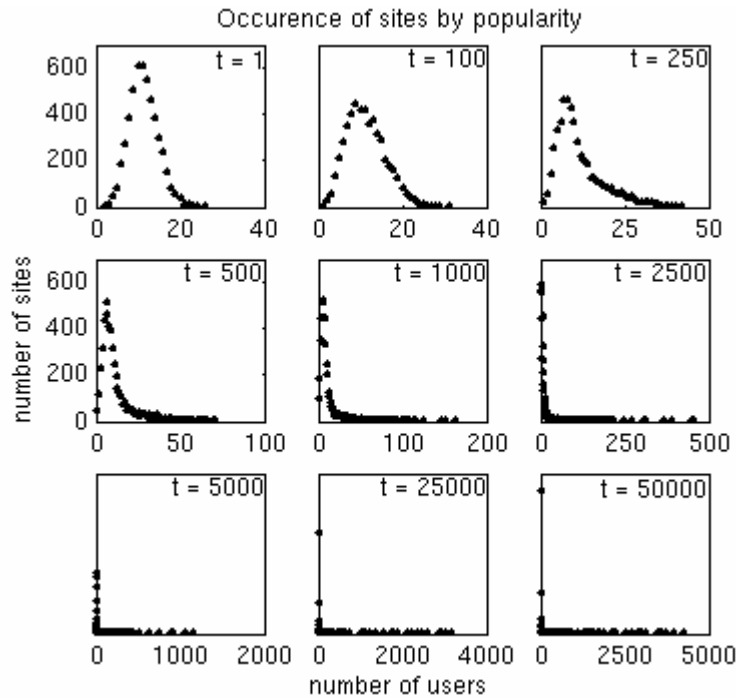 Occurence of sites by popularity
t = 1
t = 100
t = 250
600
400
200
0
0 20 40
0 20 40
0 25 50
t = 500
t = 1000
t = 2500
number of sites
600
400
200
0
0 50 100
0 100 200
0 250 500
t = 5000
t = 25000
t = 50000
0 1000 2000
0 2000 4000
0 2500 5000
number of users